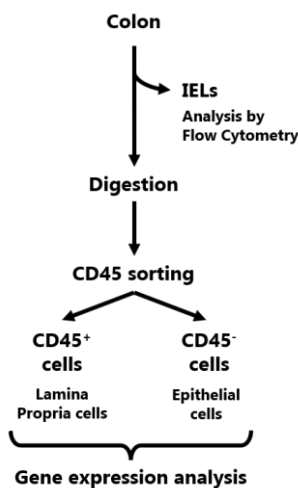 Colon
IELs
Analysis by
Flow Cytometry
Digestion
CD45 sorting
CD45⁺
cells
Lamina
Propria cells
CD45⁻
cells
Epithelial
cells
Gene expression analysis